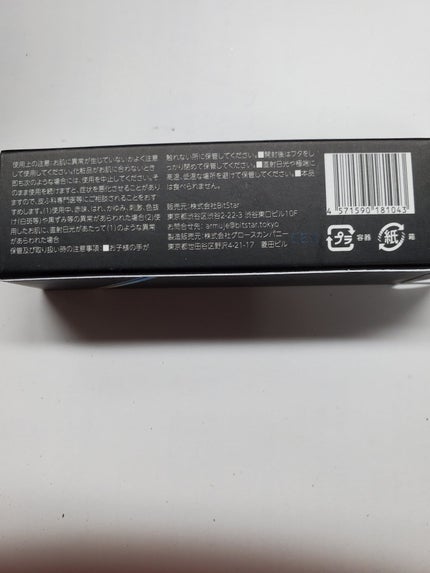 使用上の注意:お肌に異常が生じていないかよく注意
して使用してください。化粧品がお肌に合わないとき
即ち次のような場合には、使用を中止してください。そ
のまま使用を続けますと、症状を悪化させることがあり
ますので、皮ふ科専門医等にご相談されることをおす
すめします。(1)使用中、赤味、はれ、かゆみ、刺激、色抜
け(白斑等)や黒ずみ等の異常があらわれた場合(2)使
用したお肌に、直射日光があたって(1)のような異常
があらわれた場合
保管及び取り扱い時の注意事項:■お子様の手が
触れない所に保管してください。■開封後はフタをし
っかり閉めて保管してください。■直射日光や極端に
高温、低温な場所を避けて保管してください。■本品
は食べられません。
販売元:株式会社BitStar
東京都渋谷区渋谷2-22-3 渋谷東口ビル10F
お問合せ先:armuje@bitstar.tokyo
製造販売元:株式会社グロースカンパニー
東京都世田谷区野沢4-21-17 菱田ビル
4 571590 181043
プラ 容器
紙 箱